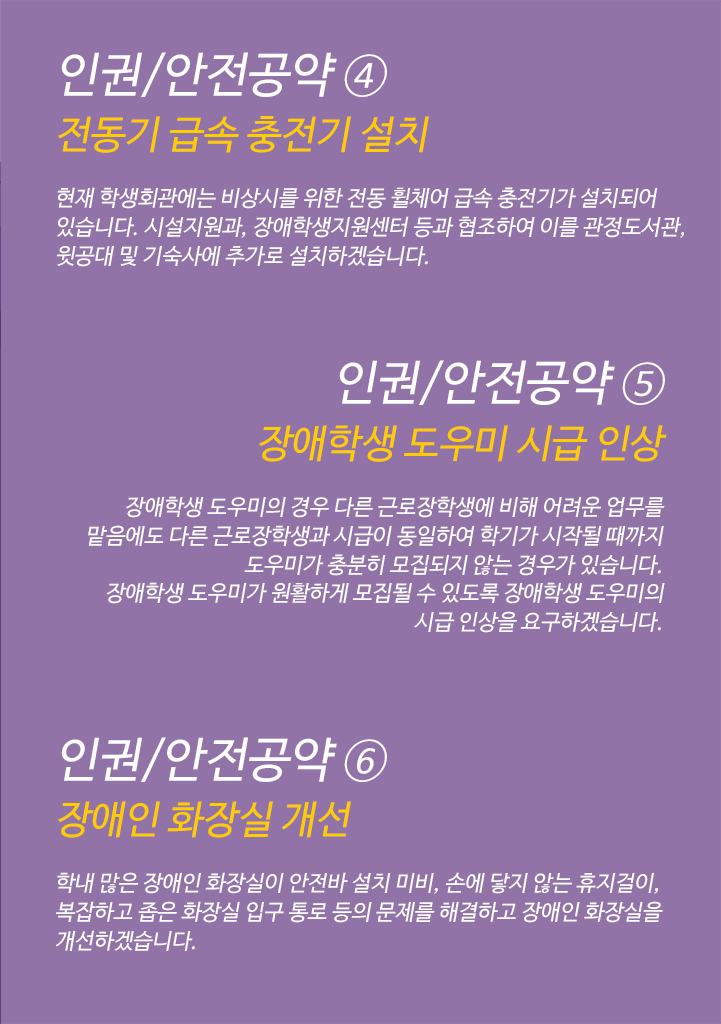 인권/안전공약 ④
전동기 급속 충전기 설치
현재 학생회관에는 비상시를 위한 전동 휠체어 급속 충전기가 설치되어
있습니다. 시설지원과, 장애학생지원센터 등과 협조하여 이를 관정도서관,
윗공대 및 기숙사에 추가로 설치하겠습니다.
인권/안전공약 ⑤
장애학생 도우미 시급 인상
장애학생 도우미의 경우 다른 근로장학생에 비해 어려운 업무를
맡음에도 다른 근로장학생과 시급이 동일하여 학기가 시작될 때까지
도우미가 충분히 모집되지 않는 경우가 있습니다.
장애학생 도우미가 원활하게 모집될 수 있도록 장애학생 도우미의
시급 인상을 요구하겠습니다.
인권/안전공약 ⑥
장애인 화장실 개선
학내 많은 장애인 화장실이 안전바 설치 미비, 손에 닿지 않는 휴지걸이,
복잡하고 좁은 화장실 입구 통로 등의 문제를 해결하고 장애인 화장실을
개선하겠습니다.